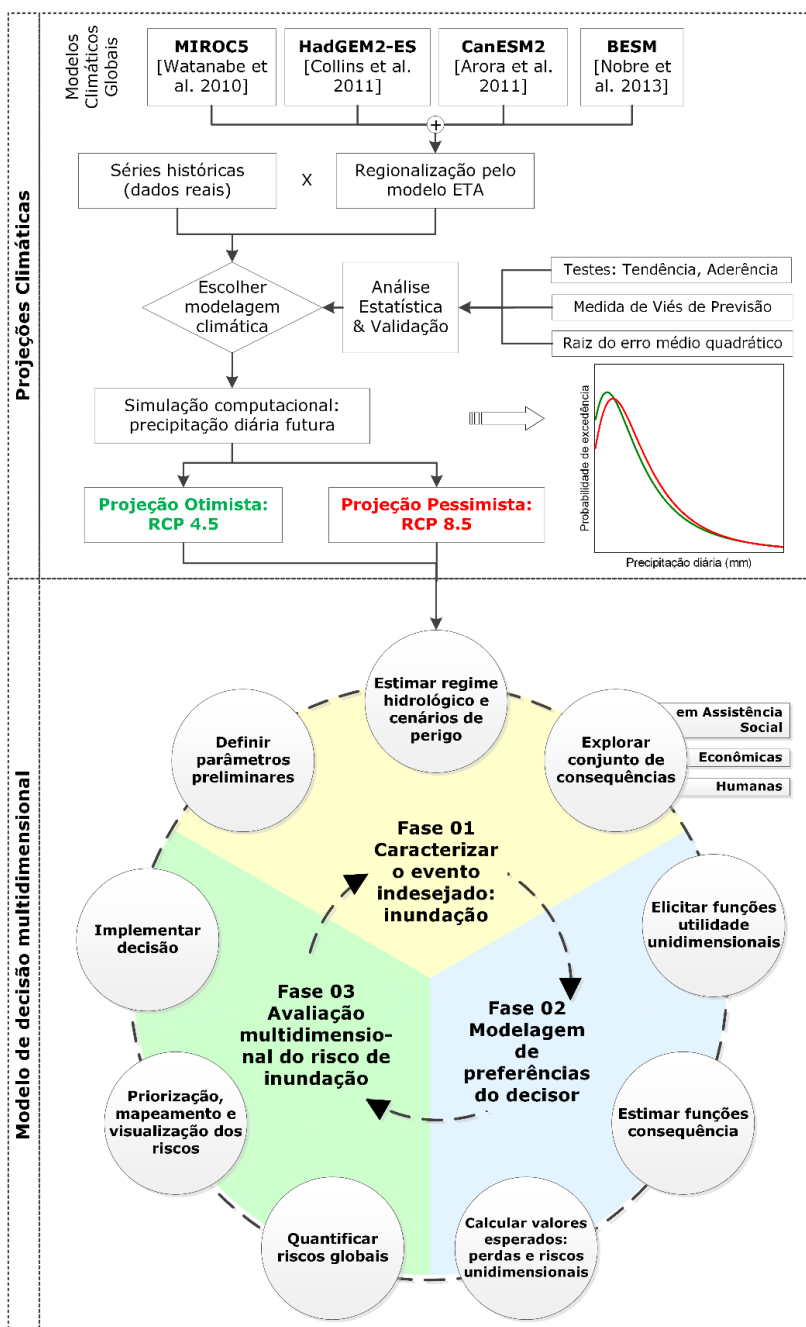 Modelos
Climáticos
Globais
MIROC5
[Watanabe et
al. 2010]
HadGEM2-ES
[Collins et al.
2011]
CanESM2
[Arora et al.
2011]
BESM
[Nobre et
al. 2013]
+
Séries históricas
(dados reais)
X
Regionalização pelo
modelo ETA
Projeções Climáticas
Escolher
modelagem
climática
Análise
Estatística
& Validação
Testes: Tendência, Aderência
Medida de Viés de Previsão
Raiz do erro médio quadrático
Simulação computacional:
precipitação diária futura
Probabilidade de excedência
Precipitação diária (mm)
Projeção Otimista:
RCP 4.5
Projeção Pessimista:
RCP 8.5
Modelo de decisão multidimensional
Estimar regime
hidrológico e
cenários de
perigo
Definir
parâmetros
preliminares
Explorar
conjunto de
consequências
em Assistência
Social
Econômicas
Humanas
Fase 01
Caracterizar
o evento
indesejado:
inundação
Elicitar funções
utilidade
unidimensionais
Implementar
decisão
Fase 03
Avaliação
multidimensio-
nal do risco de
inundação
Fase 02
Modelagem
de
preferências
do decisor
Priorização,
mapeamento e
visualização dos
riscos
Estimar funções
consequência
Quantificar
riscos globais
Calcular valores
esperados:
perdas e riscos
unidimensionais